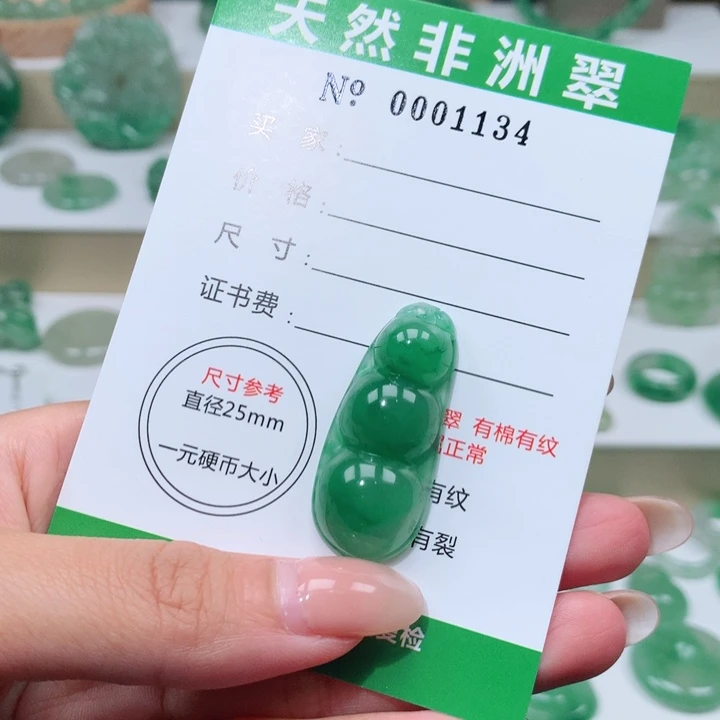 天然非洲翠
Nº 0001134
买 家:
价 格:
尺 寸:
证书费:
尺寸参考
直径25mm
一元硬币大小
翠 有棉有纹
正常
有纹
有裂
检